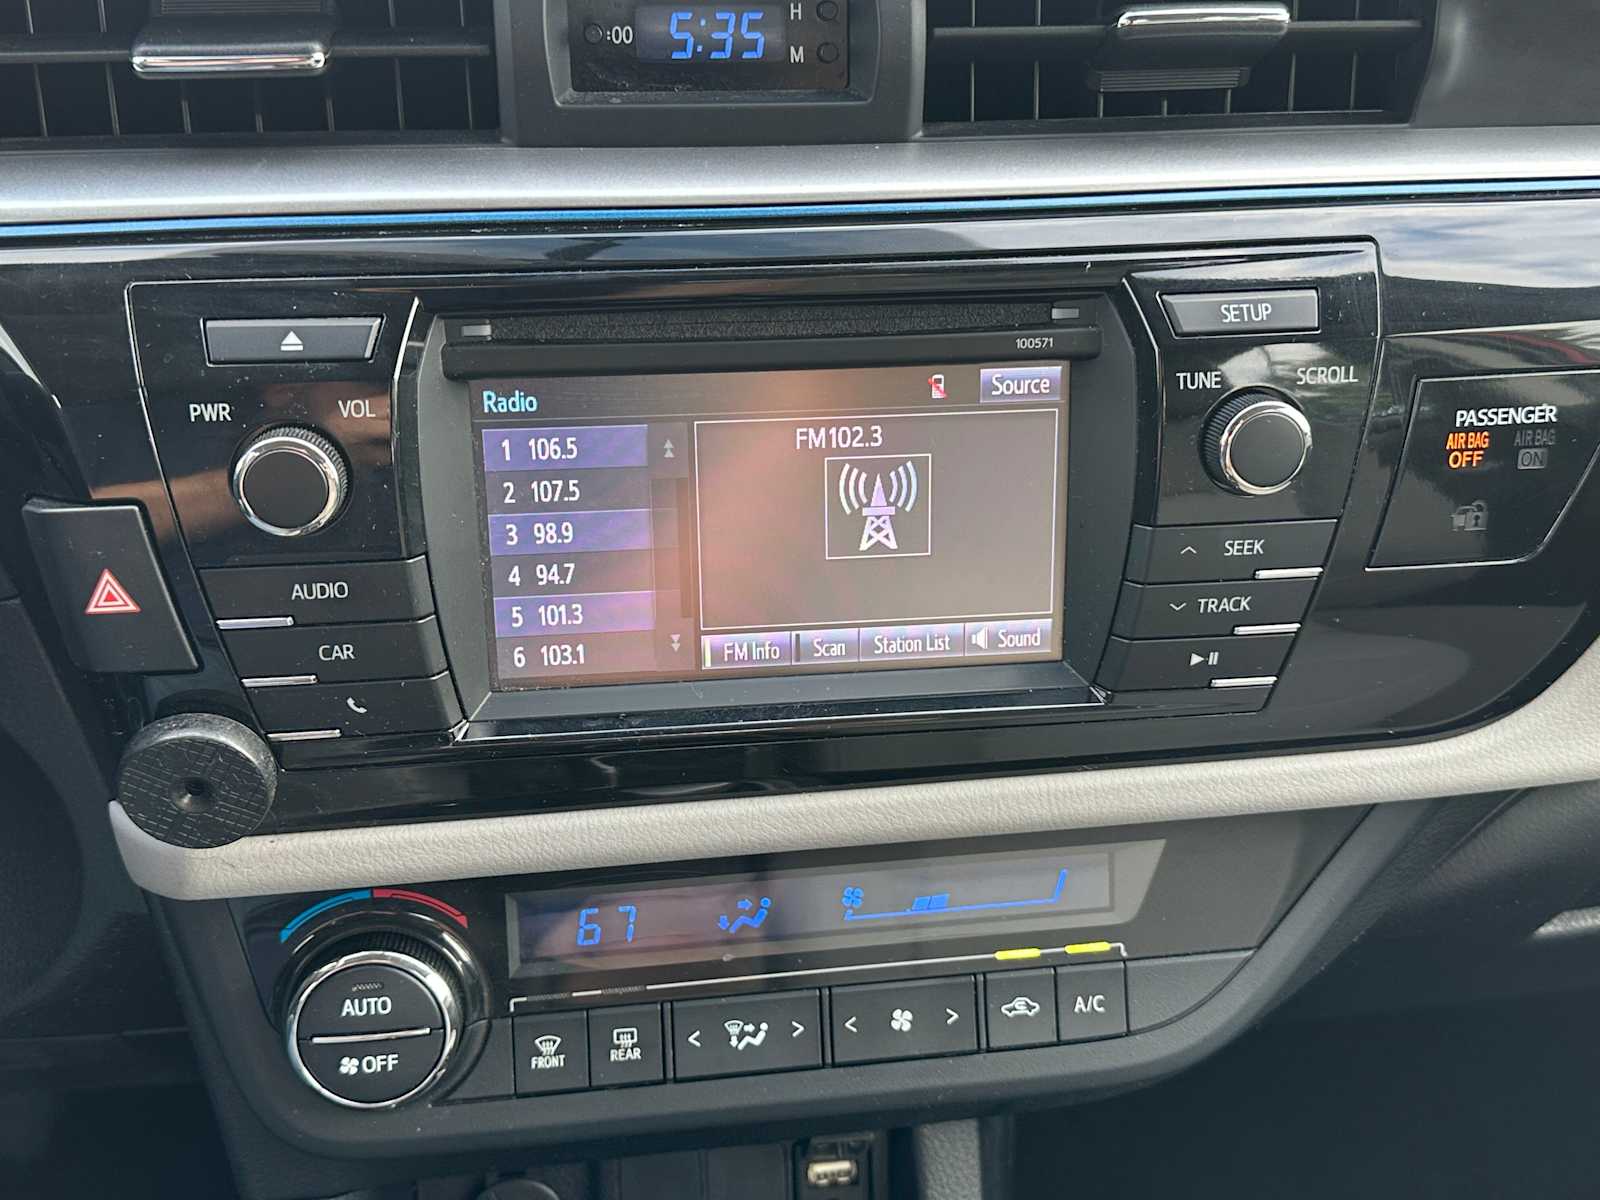 :00 5:35 H
M
100571
SETUP
PWR VOL
TUNE SCROLL
Radio
Source
1 106.5
2 107.5
3 98.9
4 94.7
5 101.3
6 103.1
FM102.3
FM Info Scan Station List Sound
PASSENGER
AIR BAG OFF
AIR BAG ON
AUDIO
CAR
SEEK
TRACK
67
AUTO
OFF
FRONT
REAR
< >
< >
A/C